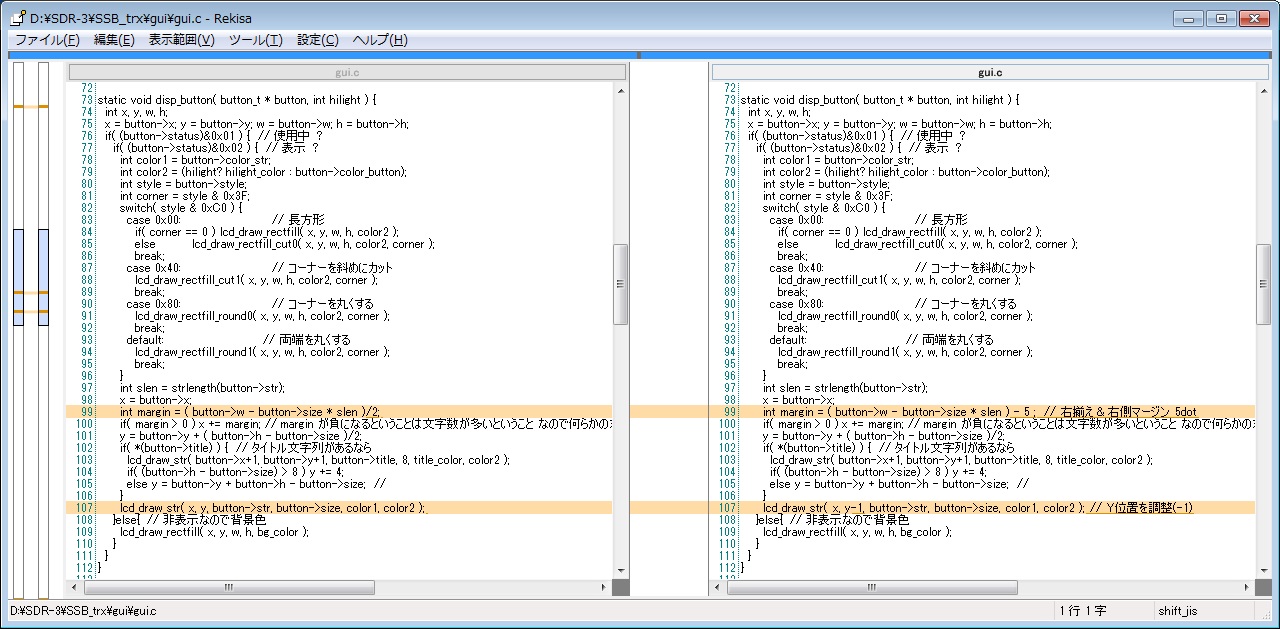 D:¥SDR-3¥SSB_trx¥gui¥gui.c - Rekisa
ファイル(F) 編集(E) 表示範囲(V) ツール(T) 設定(C) ヘルプ(H)
gui.c
72
73 static void disp_button( button_t * button, int hilight ) {
74 int x, y, w, h;
75 x = button->x; y = button->y; w = button->w; h = button->h;
76 if( (button->status)&0x01 ) { // 使用中 ?
77 if( (button->status)&0x02 ) { // 表示 ?
78 int color1 = button->color_str;
79 int color2 = (hilight? hilight_color : button->color_button);
80 int style = button->style;
81 int corner = style & 0x3F;
82 switch( style & 0xC0 ) {
83 case 0x00: // 長方形
84 if( corner == 0 ) lcd_draw_rectfill( x, y, w, h, color2 );
85 else lcd_draw_rectfill_cut0( x, y, w, h, color2, corner );
86 break;
87 case 0x40: // コーナーを斜めにカット
88 lcd_draw_rectfill_cut1( x, y, w, h, color2, corner );
89 break;
90 case 0x80: // コーナーを丸くする
91 lcd_draw_rectfill_round0( x, y, w, h, color2, corner );
92 break;
93 default: // 両端を丸くする
94 lcd_draw_rectfill_round1( x, y, w, h, color2, corner );
95 break;
96 }
97 int slen = strlength(button->str);
98 x = button->x;
99 int margin = ( button->w - button->size * slen )/2;
100 if( margin > 0 ) x += margin; // margin が負になるということは文字数が多いということ なので何らかの
101 y = button->y + ( button->h - button->size )/2;
102 if( *(button->title) ) { // タイトル文字列があるなら
103 lcd_draw_str( button->x+1, button->y+1, button->title, 8, title_color, color2 );
104 if( (button->h - button->size) > 8 ) y += 4;
105 else y = button->y + button->h - button->size; //
106 }
107 lcd_draw_str( x, y, button->str, button->size, color1, color2 );
108 }else{ // 非表示なので背景色
109 lcd_draw_rectfill( x, y, w, h, bg_color );
110 }
111 }
112 }
gui.c
72
73 static void disp_button( button_t * button, int hilight ) {
74 int x, y, w, h;
75 x = button->x; y = button->y; w = button->w; h = button->h;
76 if( (button->status)&0x01 ) { // 使用中 ?
77 if( (button->status)&0x02 ) { // 表示 ?
78 int color1 = button->color_str;
79 int color2 = (hilight? hilight_color : button->color_button);
80 int style = button->style;
81 int corner = style & 0x3F;
82 switch( style & 0xC0 ) {
83 case 0x00: // 長方形
84 if( corner == 0 ) lcd_draw_rectfill( x, y, w, h, color2 );
85 else lcd_draw_rectfill_cut0( x, y, w, h, color2, corner );
86 break;
87 case 0x40: // コーナーを斜めにカット
88 lcd_draw_rectfill_cut1( x, y, w, h, color2, corner );
89 break;
90 case 0x80: // コーナーを丸くする
91 lcd_draw_rectfill_round0( x, y, w, h, color2, corner );
92 break;
93 default: // 両端を丸くする
94 lcd_draw_rectfill_round1( x, y, w, h, color2, corner );
95 break;
96 }
97 int slen = strlength(button->str);
98 x = button->x;
99 int margin = ( button->w - button->size * slen ) - 5 ; // 右揃え & 右側マージン 5dot
100 if( margin > 0 ) x += margin; // margin が負になるということは文字数が多いということ なので何らかの
101 y = button->y + ( button->h - button->size )/2;
102 if( *(button->title) ) { // タイトル文字列があるなら
103 lcd_draw_str( button->x+1, button->y+1, button->title, 8, title_color, color2 );
104 if( (button->h - button->size) > 8 ) y += 4;
105 else y = button->y + button->h - button->size; //
106 }
107 lcd_draw_str( x, y-1, button->str, button->size, color1, color2 ); // Y位置を調整(-1)
108 }else{ // 非表示なので背景色
109 lcd_draw_rectfill( x, y, w, h, bg_color );
110 }
111 }
112 }
D:¥SDR-3¥SSB_trx¥gui¥gui.c 1 行 1 字 shift_jis